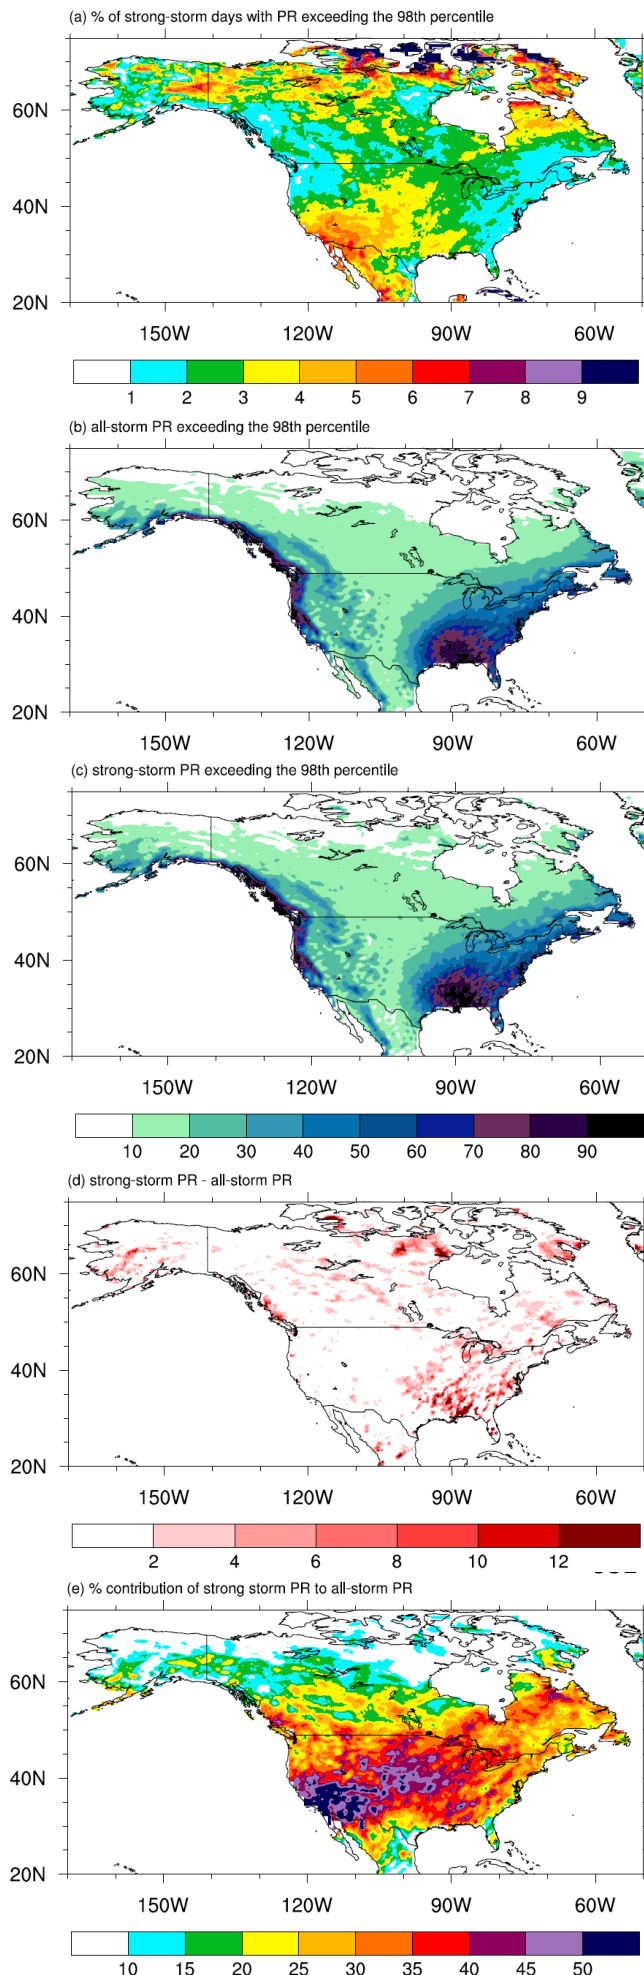 (a) % of strong-storm days with PR exceeding the 98th percentile
60N
40N
20N
150W 120W 90W 60W
1 2 3 4 5 6 7 8 9
(b) all-storm PR exceeding the 98th percentile
60N
40N
20N
150W 120W 90W 60W
(c) strong-storm PR exceeding the 98th percentile
60N
40N
20N
150W 120W 90W 60W
10 20 30 40 50 60 70 80 90
(d) strong-storm PR - all-storm PR
60N
40N
20N
150W 120W 90W 60W
2 4 6 8 10 12
(e) % contribution of strong storm PR to all-storm PR
60N
40N
20N
150W 120W 90W 60W
10 15 20 25 30 35 40 45 50